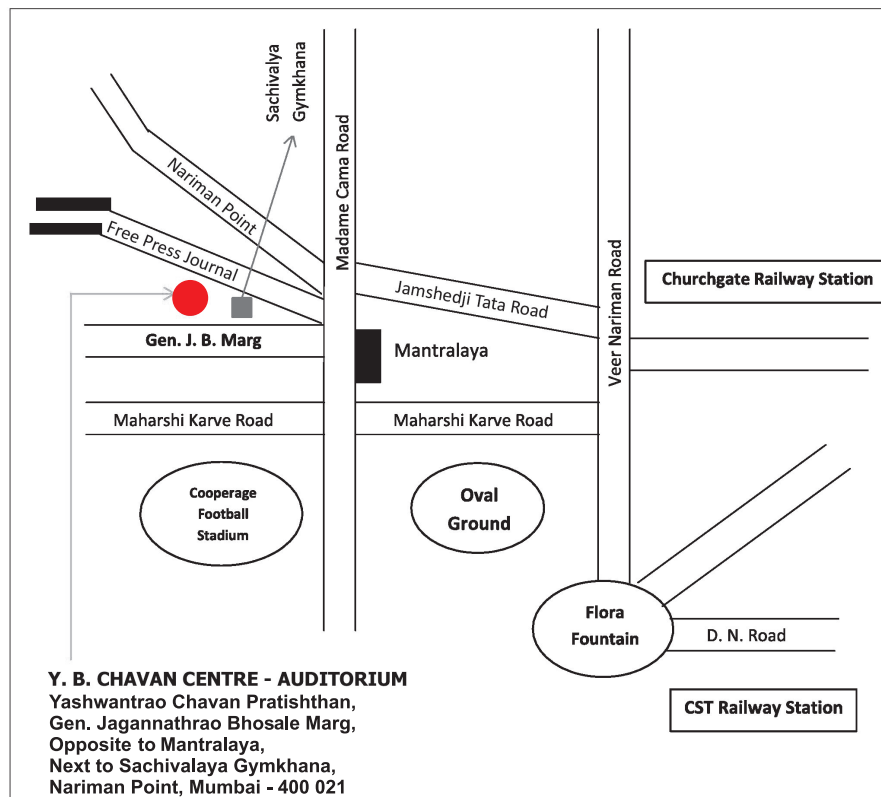 Sachivalya
Gymkhana
Madame Cama Road
Nariman Point
Free Press Journal
Veer Nariman Road
Churchgate Railway Station
Jamshedji Tata Road
Gen. J. B. Marg
Mantralaya
Maharshi Karve Road
Maharshi Karve Road
Cooperage
Football
Stadium
Oval
Ground
Flora
Fountain
D. N. Road
CST Railway Station
Y. B. CHAVAN CENTRE - AUDITORIUM
Yashwantrao Chavan Pratishthan,
Gen. Jagannathrao Bhosale Marg,
Opposite to Mantralaya,
Next to Sachivalaya Gymkhana,
Nariman Point, Mumbai - 400 021